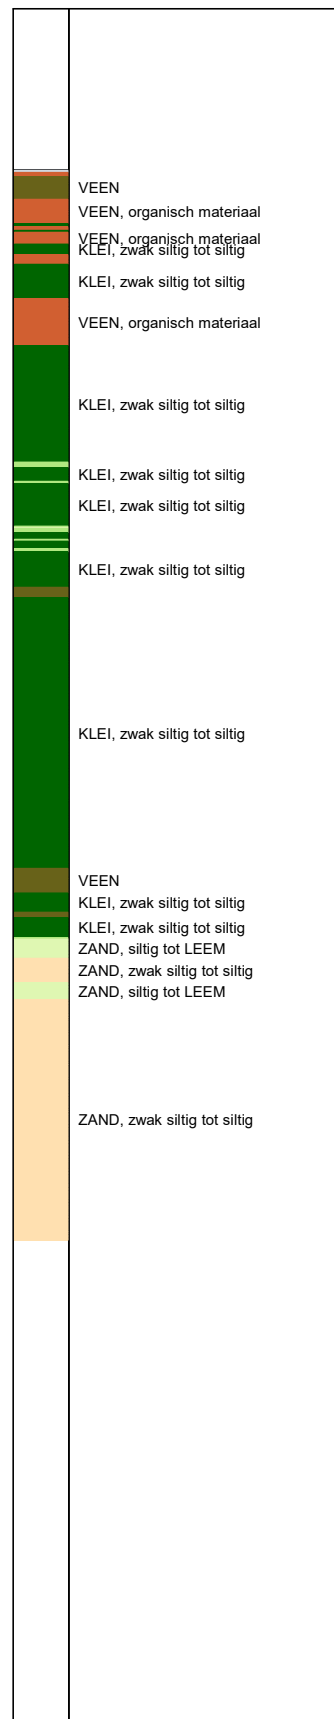 VEEN
VEEN, organisch materiaal
VEEN, organisch materiaal
KLEI, zwak siltig tot siltig
KLEI, zwak siltig tot siltig
VEEN, organisch materiaal
KLEI, zwak siltig tot siltig
KLEI, zwak siltig tot siltig
KLEI, zwak siltig tot siltig
KLEI, zwak siltig tot siltig
KLEI, zwak siltig tot siltig
VEEN
KLEI, zwak siltig tot siltig
KLEI, zwak siltig tot siltig
ZAND, siltig tot LEEM
ZAND, zwak siltig tot siltig
ZAND, siltig tot LEEM
ZAND, zwak siltig tot siltig